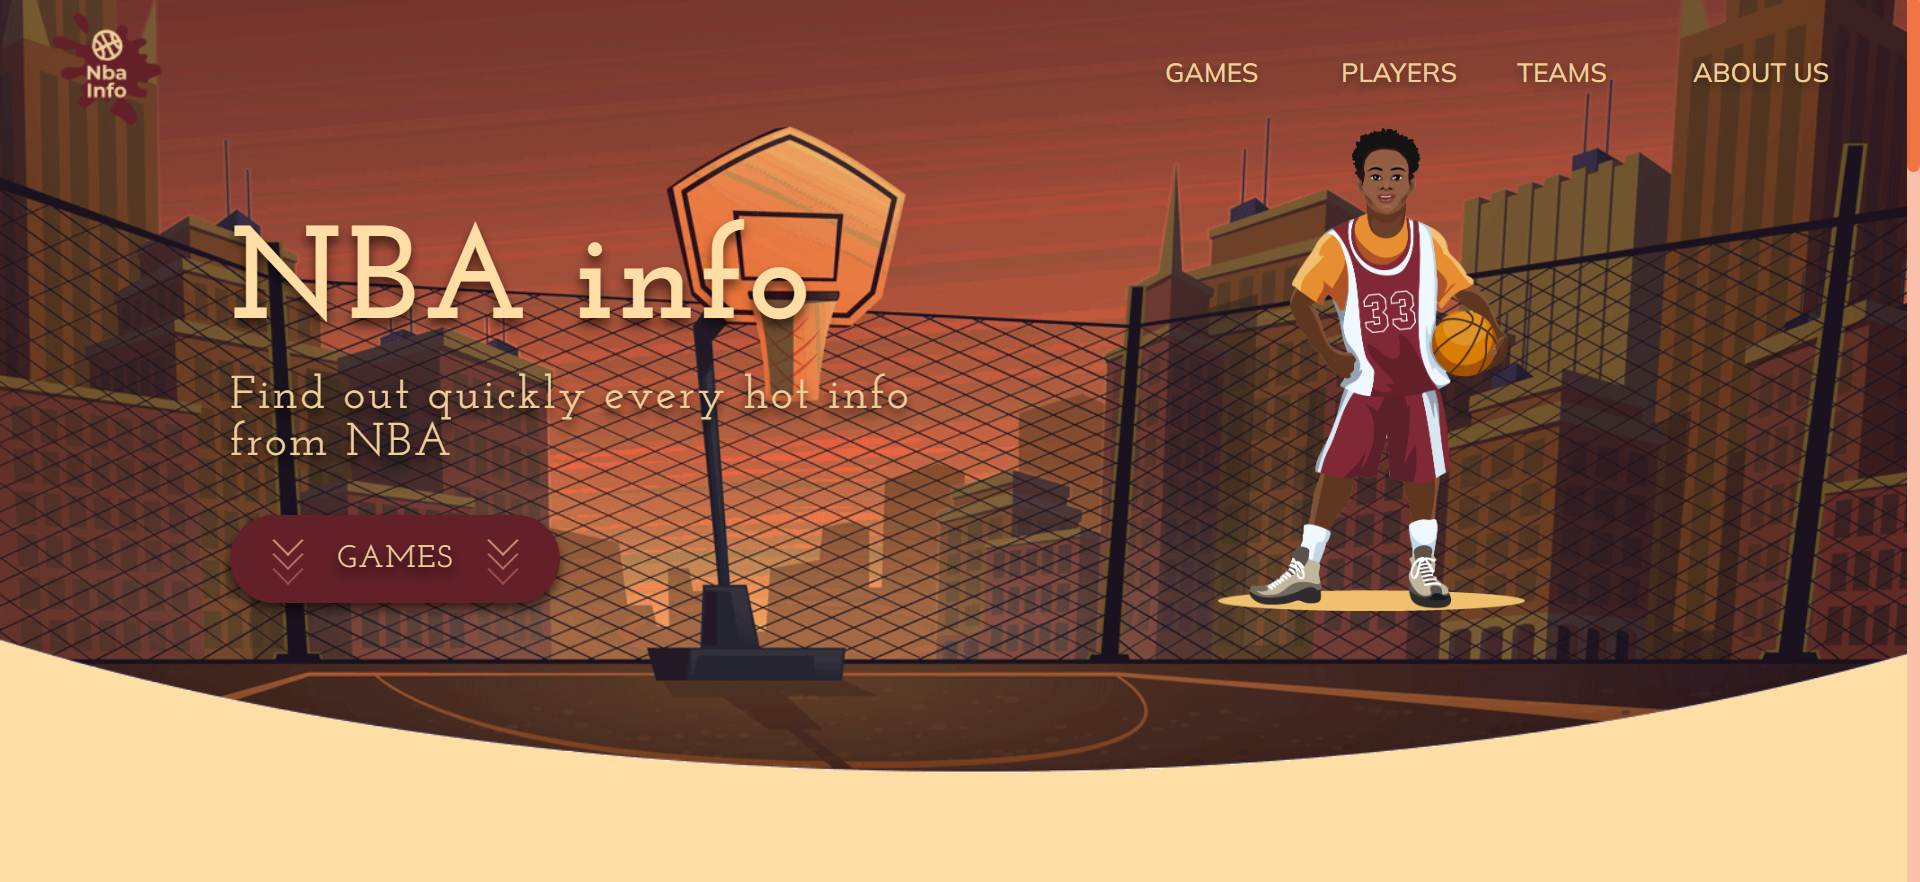 Nba
Info
GAMES PLAYERS TEAMS ABOUT US
NBA info
Find out quickly every hot info
from NBA
GAMES
33